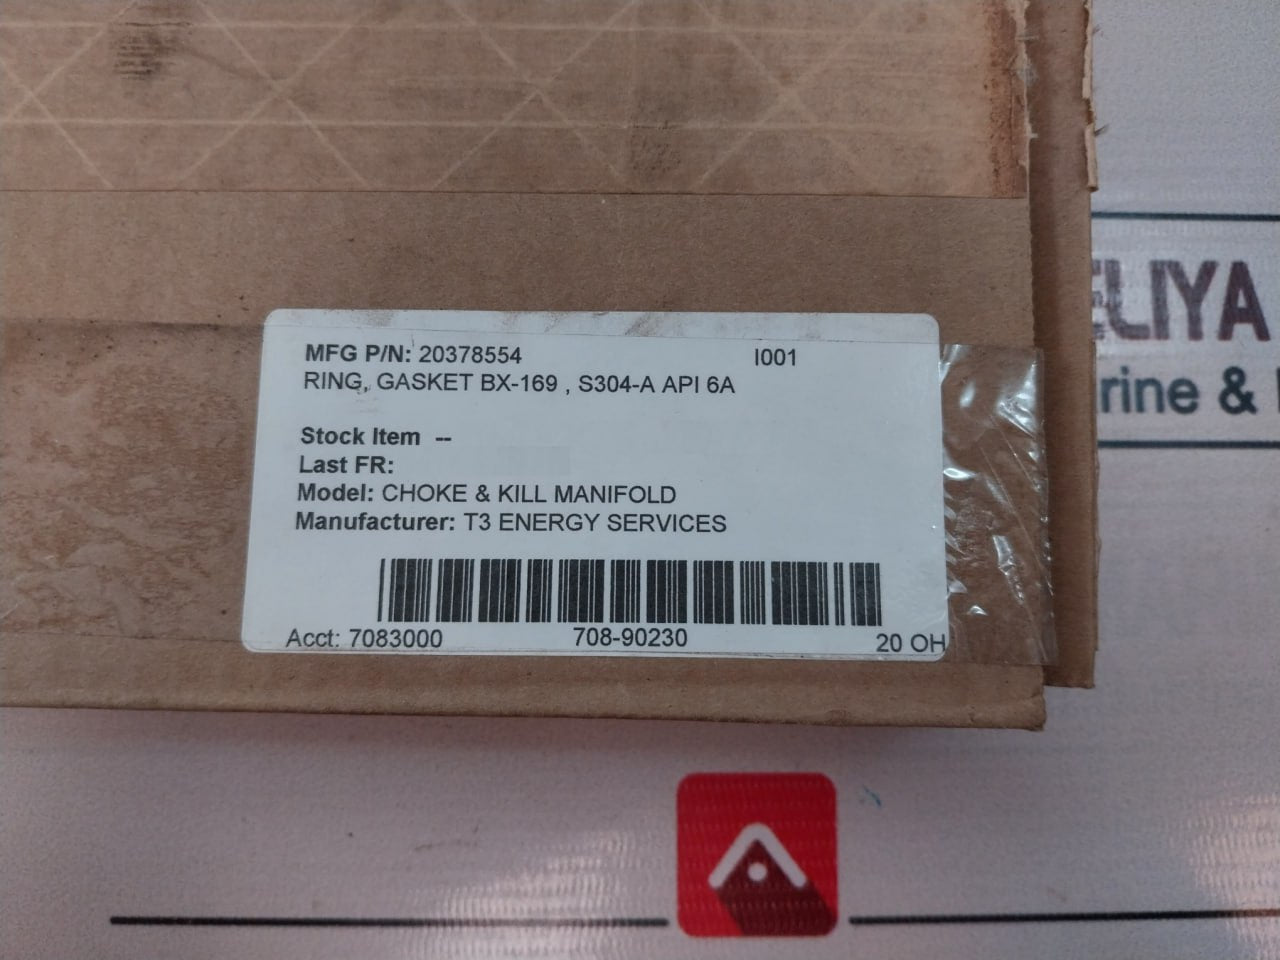 MFG P/N: 20378554 I001
RING, GASKET BX-169 , S304-A API 6A
Stock Item --
Last FR:
Model: CHOKE & KILL MANIFOLD
Manufacturer: T3 ENERGY SERVICES
Acct: 7083000 708-90230 20 OH
ELIYA
rine &